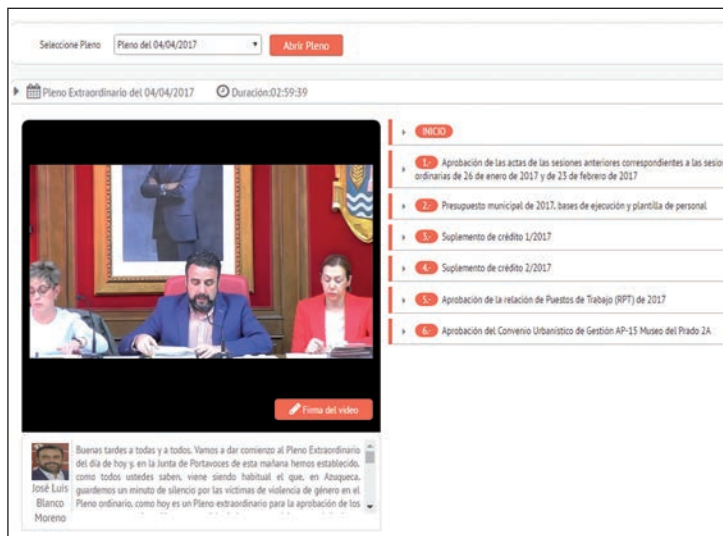 Seleccione Pleno
Pleno del 04/04/2017
Abrir Pleno
Pleno Extraordinario del 04/04/2017
Duración:02:59:39
INICIO
1.- Aprobación de las actas de las sesiones anteriores correspondientes a las sesio
ordinarias de 26 de enero de 2017 y de 23 de febrero de 2017
2.- Presupuesto municipal de 2017, bases de ejecución y plantilla de personal
3.- Suplemento de crédito 1/2017
4.- Suplemento de crédito 2/2017
5.- Aprobación de la relación de Puestos de Trabajo (RPT) de 2017
6.- Aprobación del Convenio Urbanístico de Gestión AP-15 Museo del Prado 2A
Firma del video
José Luis
Blanco
Moreno
Buenas tardes a todas y a todos. Vamos a dar comienzo al Pleno Extraordinario
del día de hoy y, en la Junta de Portavoces de esta mañana hemos establecido,
como todos ustedes saben, viene siendo habitual el que, en Azuqueca,
guardemos un minuto de silencio por las víctimas de violencia de género en el
Pleno ordinario, como hoy es un Pleno extraordinario para la aprobación de los